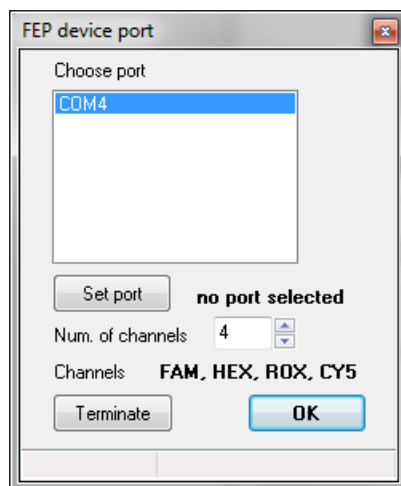 FEP device port
Choose port
COM4
Set port no port selected
Num. of channels 4
Channels FAM, HEX, ROX, CY5
Terminate OK